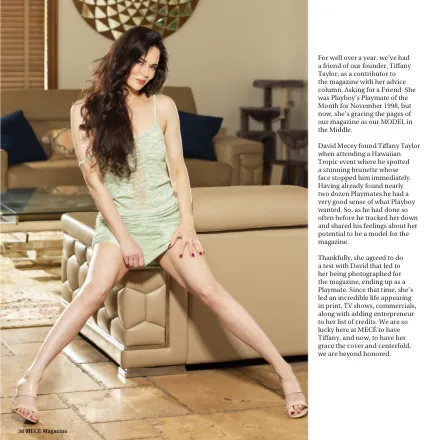 For well over a year, we've had
a friend of our founder, Tiffany
Taylor, as a contributor to
the magazine with her advice
column, Asking for a Friend. She
was Playboy's Playmate of the
Month for November 1998, but
now, she's gracing the pages of
our magazine as our MODEL in
the Middle.
David Mecey found Tiffany Taylor
when attending a Hawaiian
Tropic event where he spotted
a stunning brunette whose
face stopped him immediately.
Having already found nearly
two dozen Playmates he had a
very good sense of what Playboy
wanted. So, as he had done so
often before he tracked her down
and shared his feelings about her
potential to be a model for the
magazine.
Thankfully, she agreed to do
a test with David that led to
her being photographed for
the magazine, ending up as a
Playmate. Since that time, she's
led an incredible life appearing
in print, TV shows, commercials,
along with adding entrepreneur
to her list of credits. We are so
lucky here at MECÉ to have
Tiffany, and now, to have her
grace the cover and centerfold,
we are beyond honored.
38 MECÉ Magazine